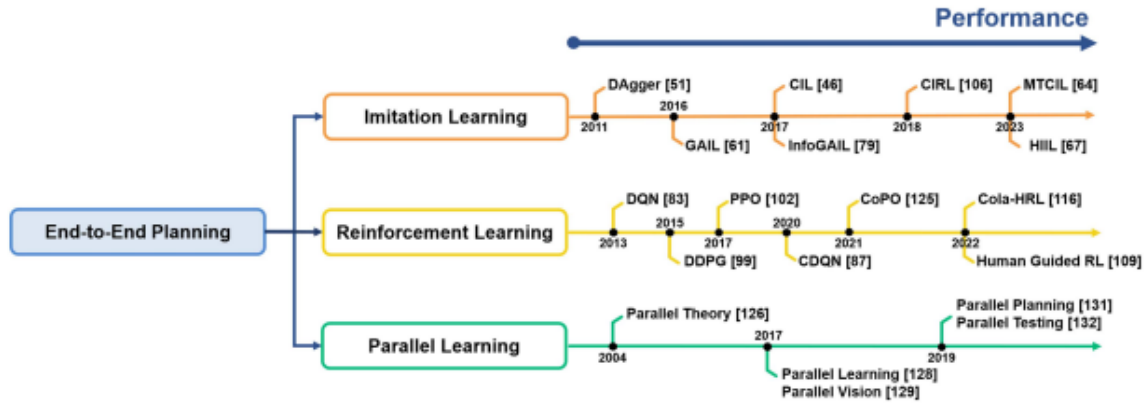 Performance
DAgger [51]
CIL [46]
CIRL [106]
MTCIL [64]
2016
Imitation Learning
2011
2017
2018
2023
GAIL [61]
InfoGAIL [79]
HIIL [67]
DQN [83]
PPO [102]
CoPO [125]
Cola-HRL [116]
2015
2020
End-to-End Planning
Reinforcement Learning
2013
2017
2021
2022
DDPG [99]
CDQN [87]
Human Guided RL [109]
Parallel Planning [131]
Parallel Theory [126]
Parallel Testing [132]
2017
Parallel Learning
2004
2019
Parallel Learning [128]
Parallel Vision [129]